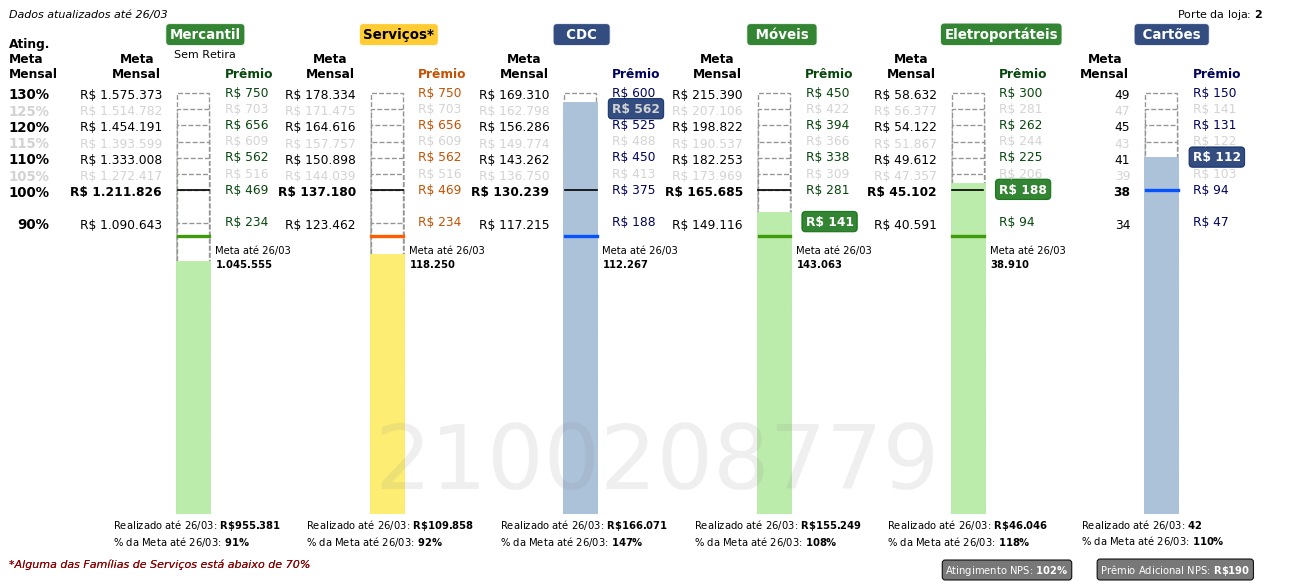 Dados atualizados até 26/03
Porte da loja: 2
Mercantil
Serviços*
CDC
Móveis
Eletroportáteis
Cartões
Ating. Meta Mensal
Sem Retira
Meta Mensal Prêmio Meta Mensal Prêmio Meta Mensal Prêmio Meta Mensal Prêmio Meta Mensal Prêmio Meta Mensal Prêmio
130% R$ 1.575.373 R$ 750 R$ 178.334 R$ 750 R$ 169.310 R$ 600 R$ 215.390 R$ 450 R$ 58.632 R$ 300 49 R$ 150
125% R$ 1.514.782 R$ 703 R$ 171.475 R$ 703 R$ 162.798 R$ 562 R$ 207.106 R$ 422 R$ 56.377 R$ 281 47 R$ 141
120% R$ 1.454.191 R$ 656 R$ 164.616 R$ 656 R$ 156.286 R$ 525 R$ 198.822 R$ 394 R$ 54.122 R$ 262 45 R$ 131
115% R$ 1.393.599 R$ 609 R$ 157.757 R$ 609 R$ 149.774 R$ 488 R$ 190.537 R$ 366 R$ 51.867 R$ 244 43 R$ 122
110% R$ 1.333.008 R$ 562 R$ 150.898 R$ 562 R$ 143.262 R$ 450 R$ 182.253 R$ 338 R$ 49.612 R$ 225 41 R$ 112
105% R$ 1.272.417 R$ 516 R$ 144.039 R$ 516 R$ 136.750 R$ 413 R$ 173.969 R$ 309 R$ 47.357 R$ 206 39 R$ 103
100% R$ 1.211.826 R$ 469 R$ 137.180 R$ 469 R$ 130.239 R$ 375 R$ 165.685 R$ 281 R$ 45.102 R$ 188 38 R$ 94
90% R$ 1.090.643 R$ 234 R$ 123.462 R$ 234 R$ 117.215 R$ 188 R$ 149.116 R$ 141 R$ 40.591 R$ 94 34 R$ 47
Meta até 26/03 Meta até 26/03 Meta até 26/03 Meta até 26/03 Meta até 26/03
1.045.555 118.250 112.267 143.063 38.910
2100208779
Realizado até 26/03: R$955.381 Realizado até 26/03: R$109.858 Realizado até 26/03: R$166.071 Realizado até 26/03: R$155.249 Realizado até 26/03: R$46.046 Realizado até 26/03: 42
% da Meta até 26/03: 91% % da Meta até 26/03: 92% % da Meta até 26/03: 147% % da Meta até 26/03: 108% % da Meta até 26/03: 118% % da Meta até 26/03: 110%
*Alguma das Famílias de Serviços está abaixo de 70%
Atingimento NPS: 102%
Prêmio Adicional NPS: R$190